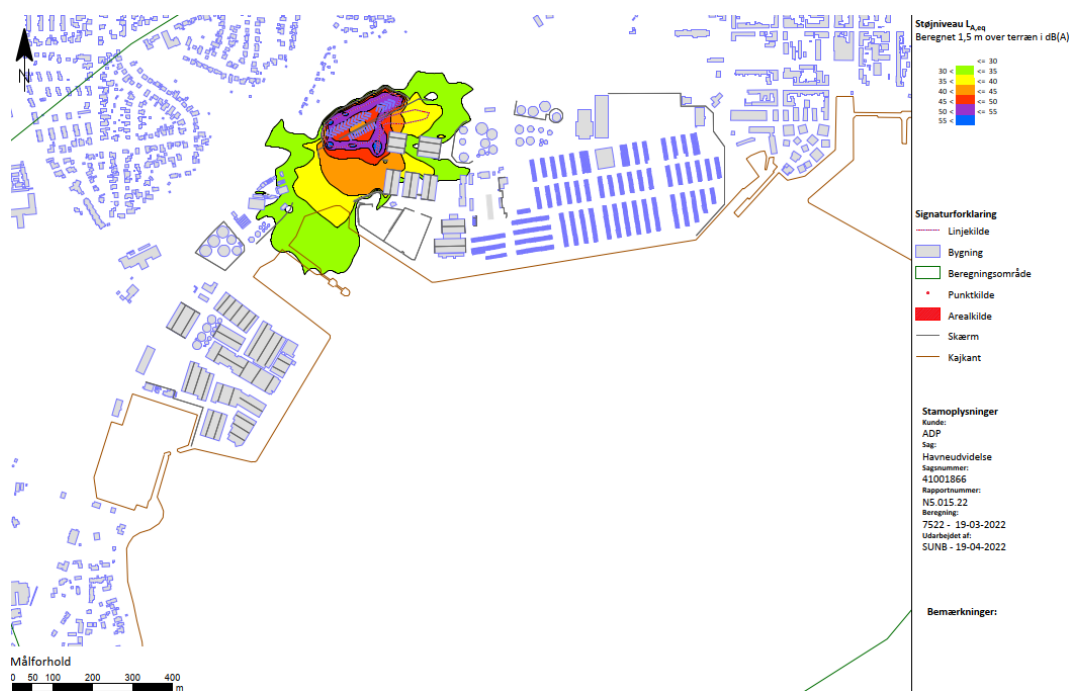 N
Støjniveau L A,eq
Beregnet 1,5 m over terræn i dB(A)
<= 30
30 < <= 35
35 < <= 40
40 < <= 45
45 < <= 50
50 < <= 55
55 <
Signaturforklaring
Linjekilde
Bygning
Beregningsområde
Punktkilde
Arealkilde
Skærm
Kajkant
Stamoplysninger
Kunde:
ADP
Sag:
Havneudvidelse
Sagsnummer:
41001866
Rapportnummer:
N5.015.22
Beregning:
7522 - 19-03-2022
Udarbejdet af:
SUNB - 19-04-2022
Bemærkninger:
Målforhold
0 50 100 200 300 400
m